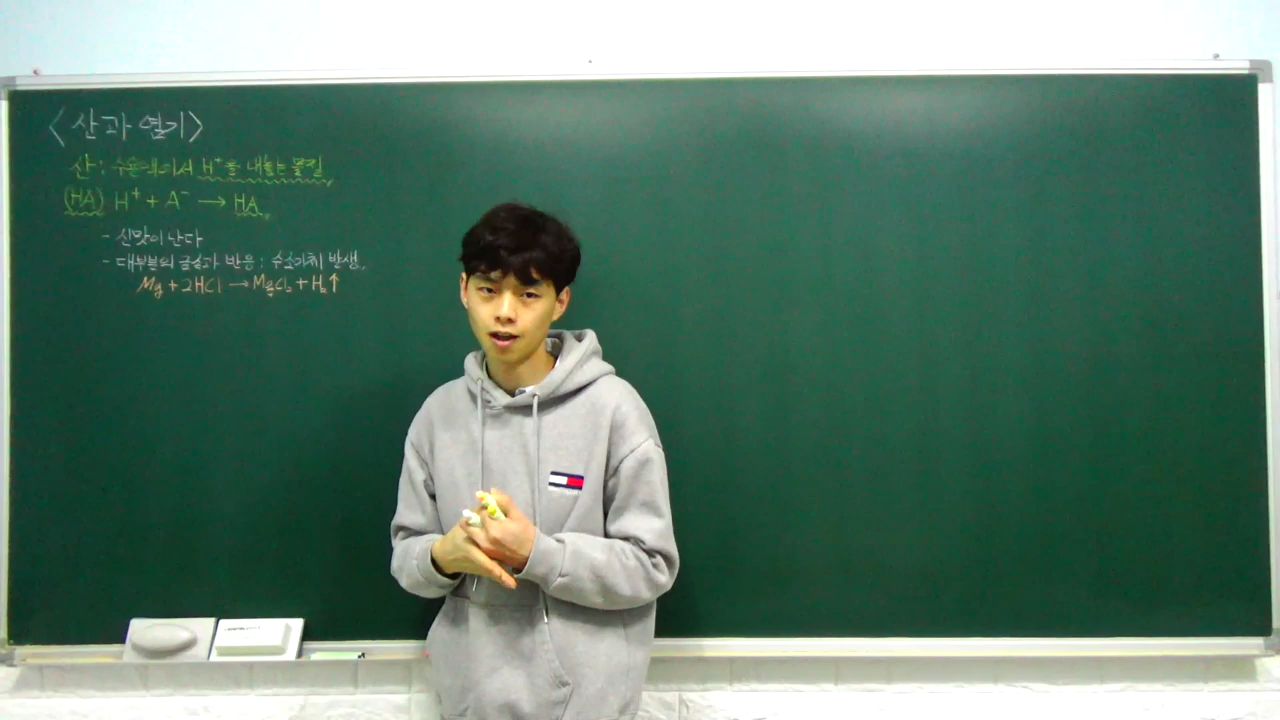 <산과 염기>
산 : 수용액에서 H⁺을 내놓는 물질
(HA) H⁺ + A⁻ → HA
- 신맛이 난다
- 대부분의 금속과 반응 : 수소기체 발생
Mg + 2HCl → MgCl₂ + H₂↑